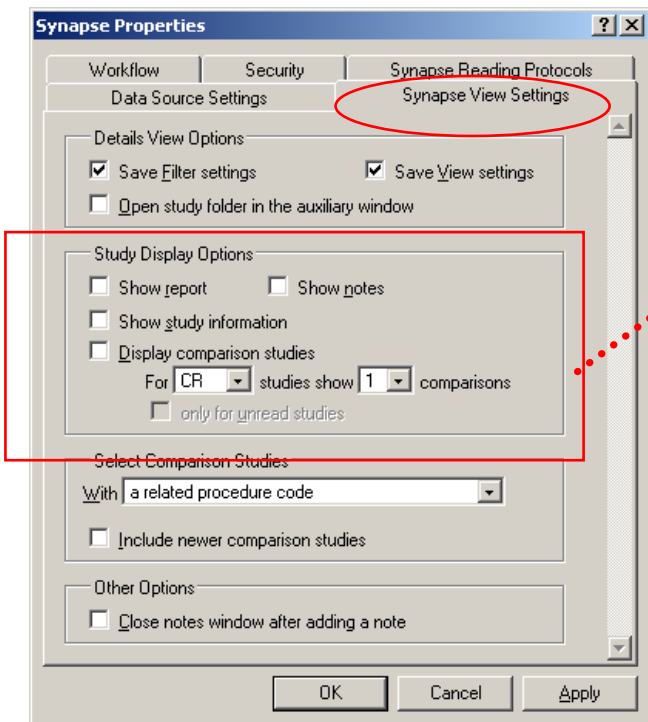 Synapse Properties
Workflow Security Synapse Reading Protocols
Data Source Settings Synapse View Settings
Details View Options
Save Filter settings Save View settings
Open study folder in the auxiliary window
Study Display Options
Show report Show notes
Show study information
Display comparison studies
For CR studies show 1 comparisons
only for unread studies
Select Comparison Studies
With a related procedure code
Include newer comparison studies
Other Options
Close notes window after adding a note
OK Cancel Apply